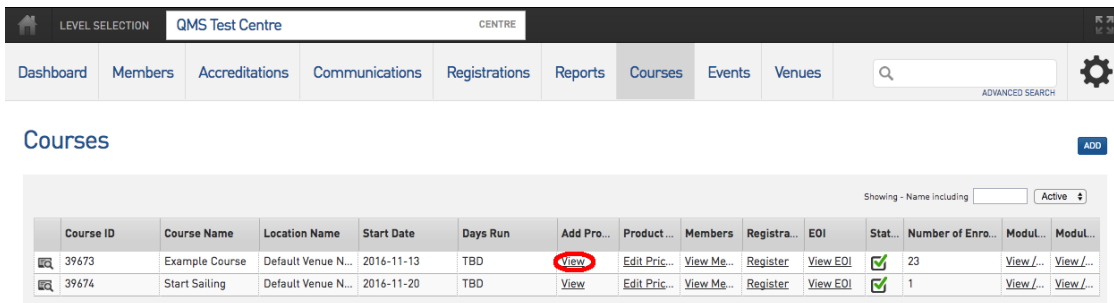 LEVEL SELECTION QMS Test Centre CENTRE
Dashboard Members Accreditations Communications Registrations Reports Courses Events Venues
ADVANCED SEARCH
Courses ADD
Showing - Name including Active
Course ID Course Name Location Name Start Date Days Run Add Pro... Product ... Members Registra... EOI Stat... Number of Enro... Modul... Modul...
39673 Example Course Default Venue N... 2016-11-13 TBD View Edit Pric... View Me... Register View EOI 23 View /... View /...
39674 Start Sailing Default Venue N... 2016-11-20 TBD View Edit Pric... View Me... Register View EOI 1 View /... View /...